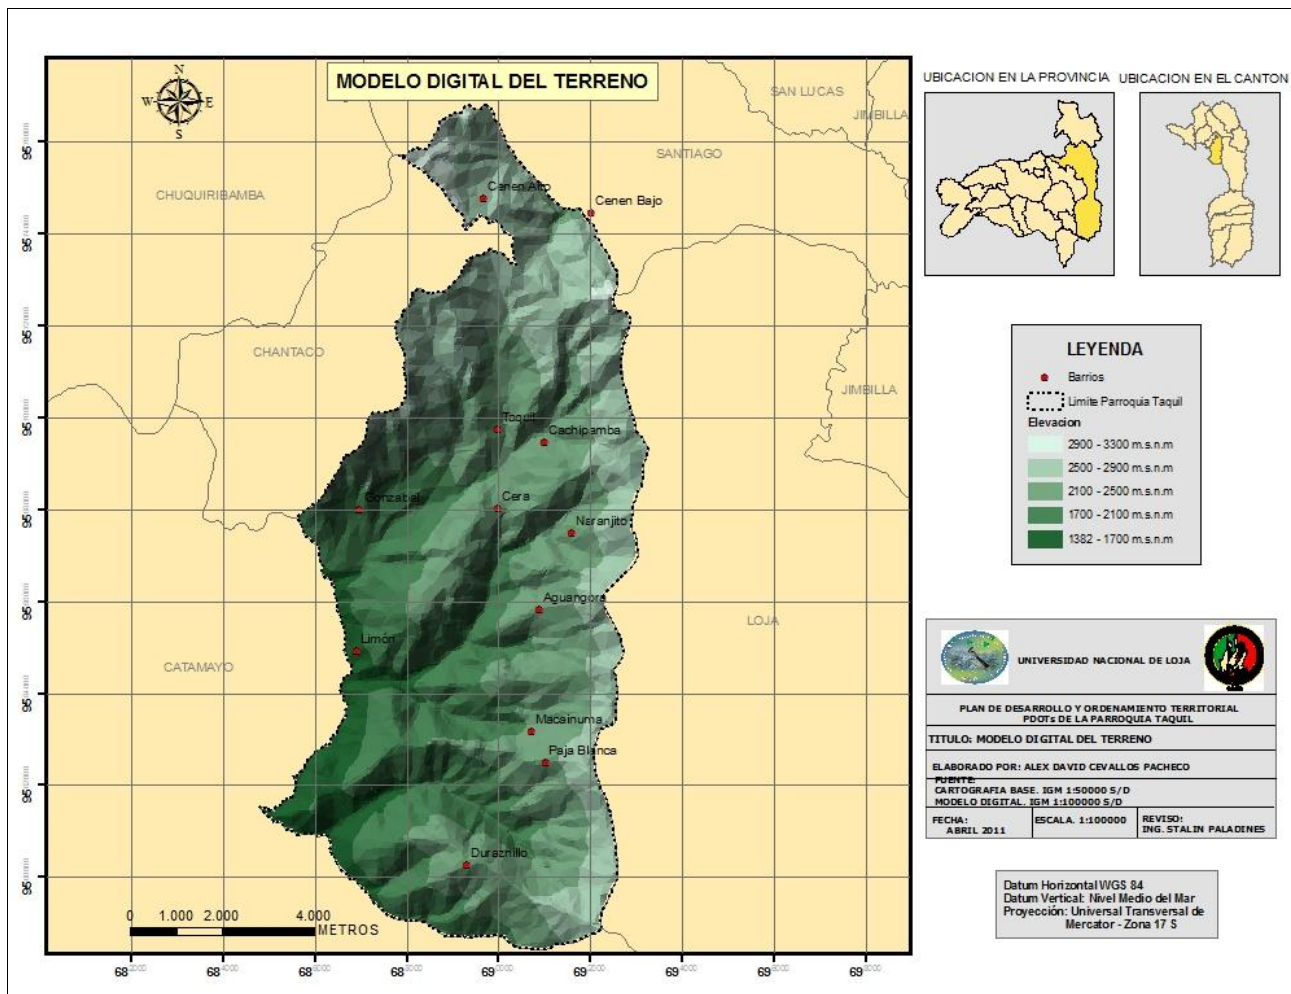 MODELO DIGITAL DEL TERRENO
N
W E
S
SAN LUCAS
JIMBILLA
SANTIAGO
CHUQUIRIBAMBA
Cenen Alto
Cenen Bajo
CHANTACO
JIMBILLA
Taquil
Cachipamba
Gonzabal
Cera
Naranjito
Aguangora
LOJA
Limón
CATAMAYO
Macainuma
Paja Blanca
Duraznillo
0 1.000 2.000 4.000
METROS
UBICACION EN LA PROVINCIA
UBICACION EN EL CANTON
LEYENDA
Barrios
Limite Parroquia Taquil
Elevacion
2900 - 3300 m.s.n.m
2500 - 2900 m.s.n.m
2100 - 2500 m.s.n.m
1700 - 2100 m.s.n.m
1382 - 1700 m.s.n.m
UNIVERSIDAD NACIONAL DE LOJA
PLAN DE DESARROLLO Y ORDENAMIENTO TERRITORIAL
PDOTs DE LA PARROQUIA TAQUIL
TITULO: MODELO DIGITAL DEL TERRENO
ELABORADO POR: ALEX DAVID CEVALLOS PACHECO
FUENTE:
CARTOGRAFIA BASE. IGM 1:50000 S/D
MODELO DIGITAL. IGM 1:100000 S/D
FECHA:
ABRIL 2011
ESCALA. 1:100000
REVISO:
ING. STALIN PALADINES
Datum Horizontal WGS 84
Datum Vertical: Nivel Medio del Mar
Proyección: Universal Transversal de
Mercator - Zona 17 S